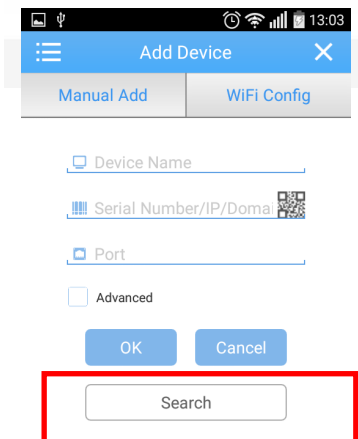 13:03
Add Device
Manual Add WiFi Config
Device Name
Serial Number/IP/Domai
Port
Advanced
OK Cancel
Search